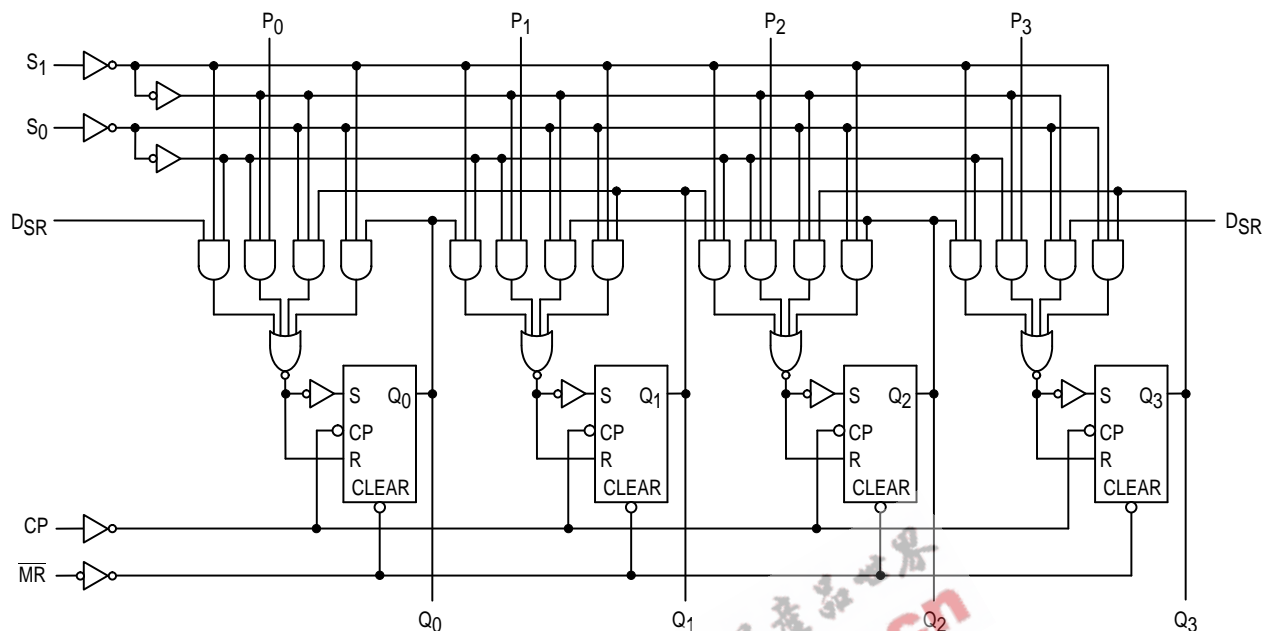 P0 P1 P2 P3
S1
S0
DSR DSR
S Q0 S Q1 S Q2 S Q3
CP CP CP CP
R R R R
CLEAR CLEAR CLEAR CLEAR
CP
MR
Q0 Q1 Q2 Q3